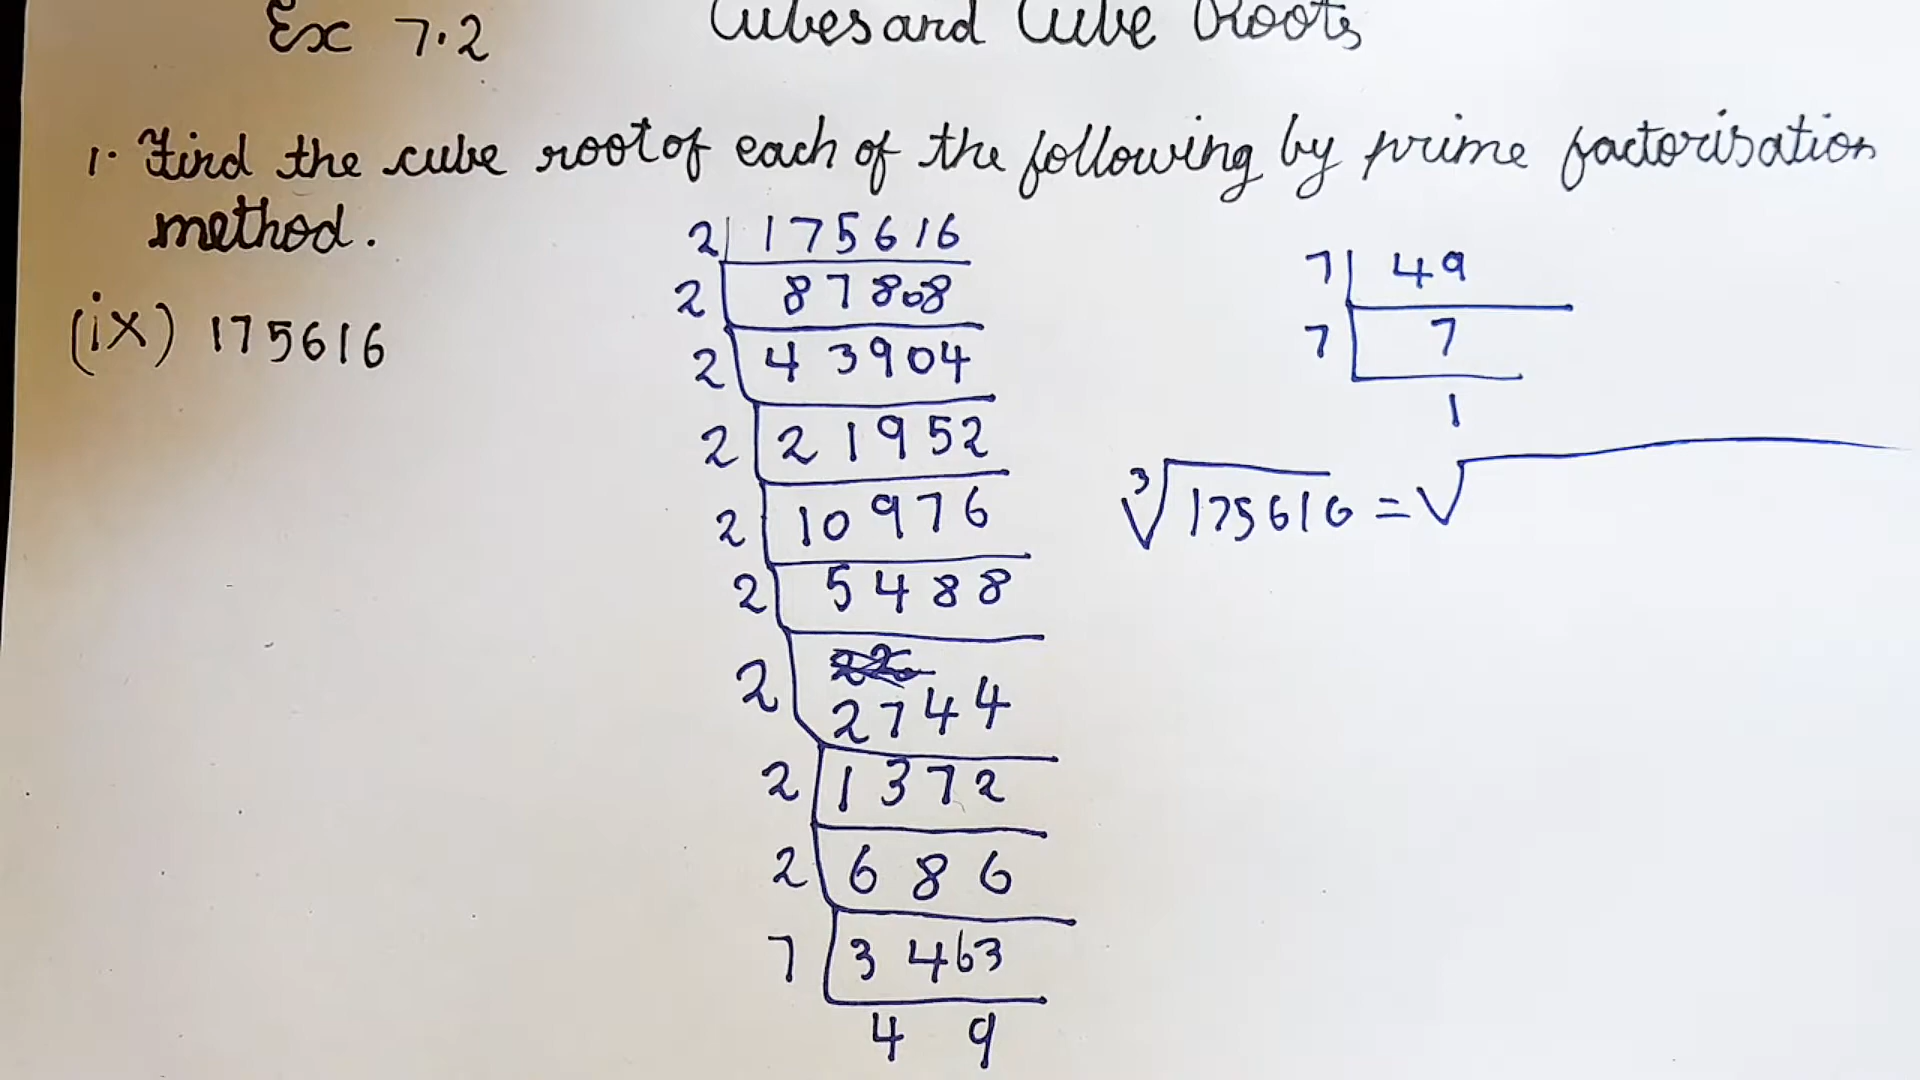 Ex 7.2 Cubes and Cube Roots
1. Find the cube root of each of the following by prime factorisation
method.
(ix) 175616
2 175616
2 87808
2 43904
2 21952
2 10976
2 5488
2 2744
2 1372
2 686
7 3463
49
7 49
7 7
1
∛175616 = √